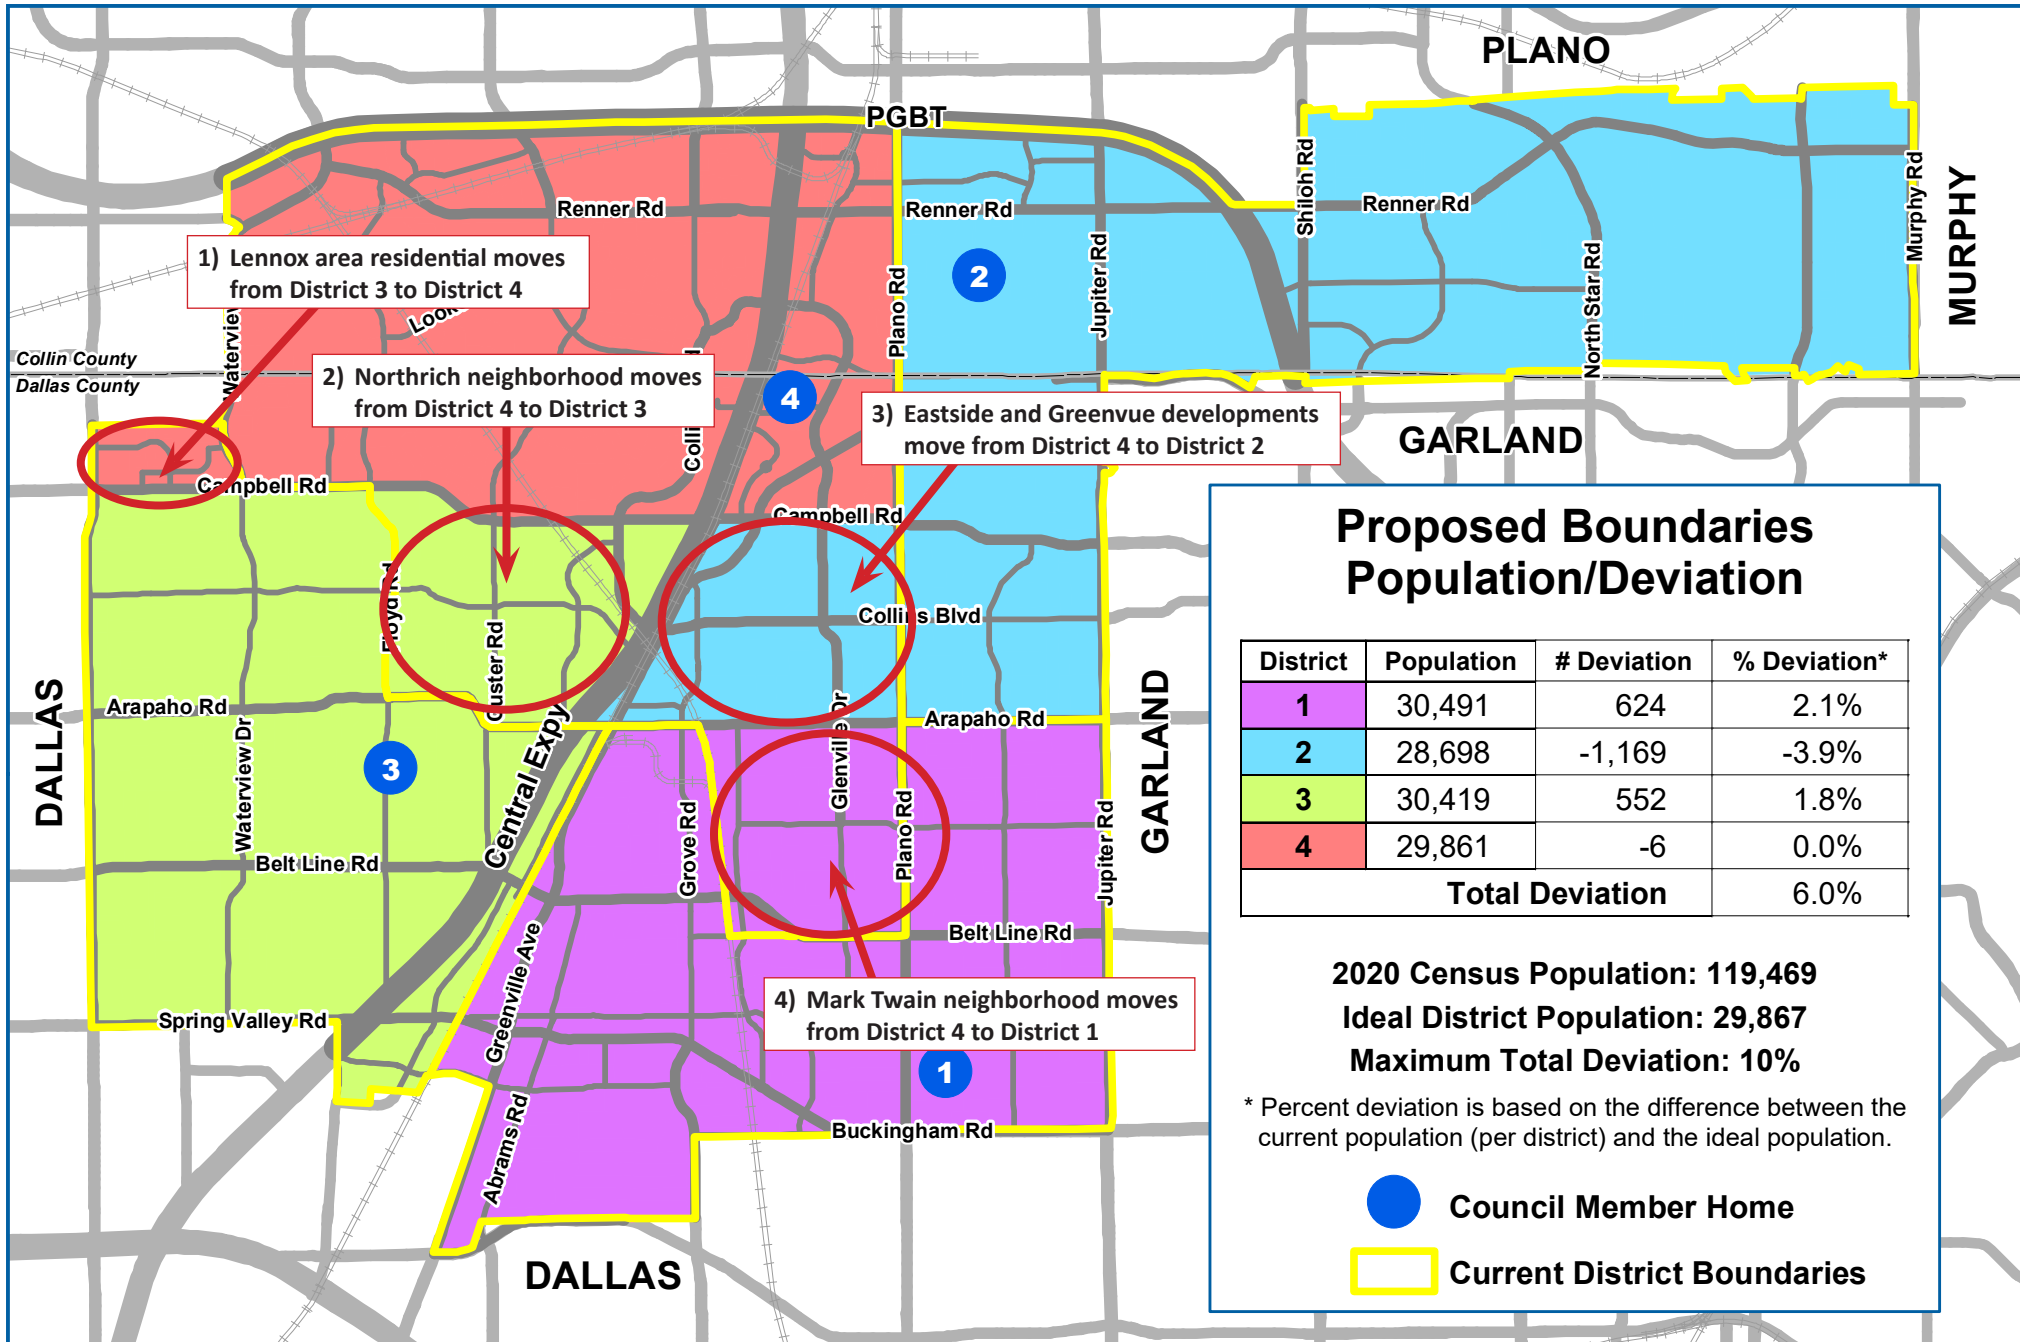 PLANO
PGBT
Shiloh Rd
Murphy Rd
MURPHY
Renner Rd
Renner Rd
Renner Rd
1) Lennox area residential moves
from District 3 to District 4
Plano Rd
2
Jupiter Rd
North Star Rd
Look
Waterview
Collin County
Dallas County
2) Northrich neighborhood moves
from District 4 to District 3
4
3) Eastside and Greenvue developments
move from District 4 to District 2
GARLAND
Campbell Rd
Campbell Rd
Floyd Rd
Custer Rd
Collins Blvd
DALLAS
Arapaho Rd
Waterview Dr
3
Central Expy
Arapaho Rd
Glenville Dr
Grove Rd
Plano Rd
Jupiter Rd
GARLAND
Belt Line Rd
Belt Line Rd
Greenville Ave
Spring Valley Rd
4) Mark Twain neighborhood moves
from District 4 to District 1
1
Abrams Rd
Buckingham Rd
DALLAS
Proposed Boundaries
Population/Deviation
District Population # Deviation % Deviation*
1 30,491 624 2.1%
2 28,698 -1,169 -3.9%
3 30,419 552 1.8%
4 29,861 -6 0.0%
Total Deviation 6.0%
2020 Census Population: 119,469
Ideal District Population: 29,867
Maximum Total Deviation: 10%
* Percent deviation is based on the difference between the
current population (per district) and the ideal population.
Council Member Home
Current District Boundaries